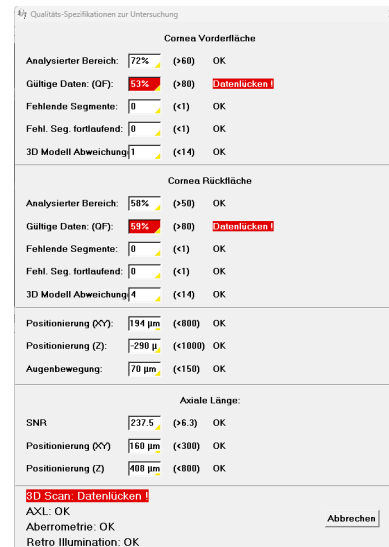 Qualitäts-Spezifikationen zur Untersuchung
Cornea Vorderfläche
Analysierter Bereich: 72% (>60) OK
Gültige Daten: (QF): 53% (>80) Datenlücken !
Fehlende Segmente: 0 (<1) OK
Fehl. Seg. fortlaufend: 0 (<1) OK
3D Modell Abweichung 1 (<14) OK
Cornea Rückfläche
Analysierter Bereich: 58% (>50) OK
Gültige Daten: (QF): 59% (>80) Datenlücken !
Fehlende Segmente: 0 (<1) OK
Fehl. Seg. fortlaufend: 0 (<1) OK
3D Modell Abweichung 4 (<14) OK
Positionierung (XY): 194 µm (<800) OK
Positionierung (Z): -290 µ (<1000) OK
Augenbewegung: 70 µm (<150) OK
Axiale Länge:
SNR 237.5 (>6.3) OK
Positionierung (XY) 160 µm (<300) OK
Positionierung (Z) 408 µm (<800) OK
3D Scan: Datenlücken !
AXL: OK
Aberrometrie: OK
Abbrechen
Retro Illumination: OK